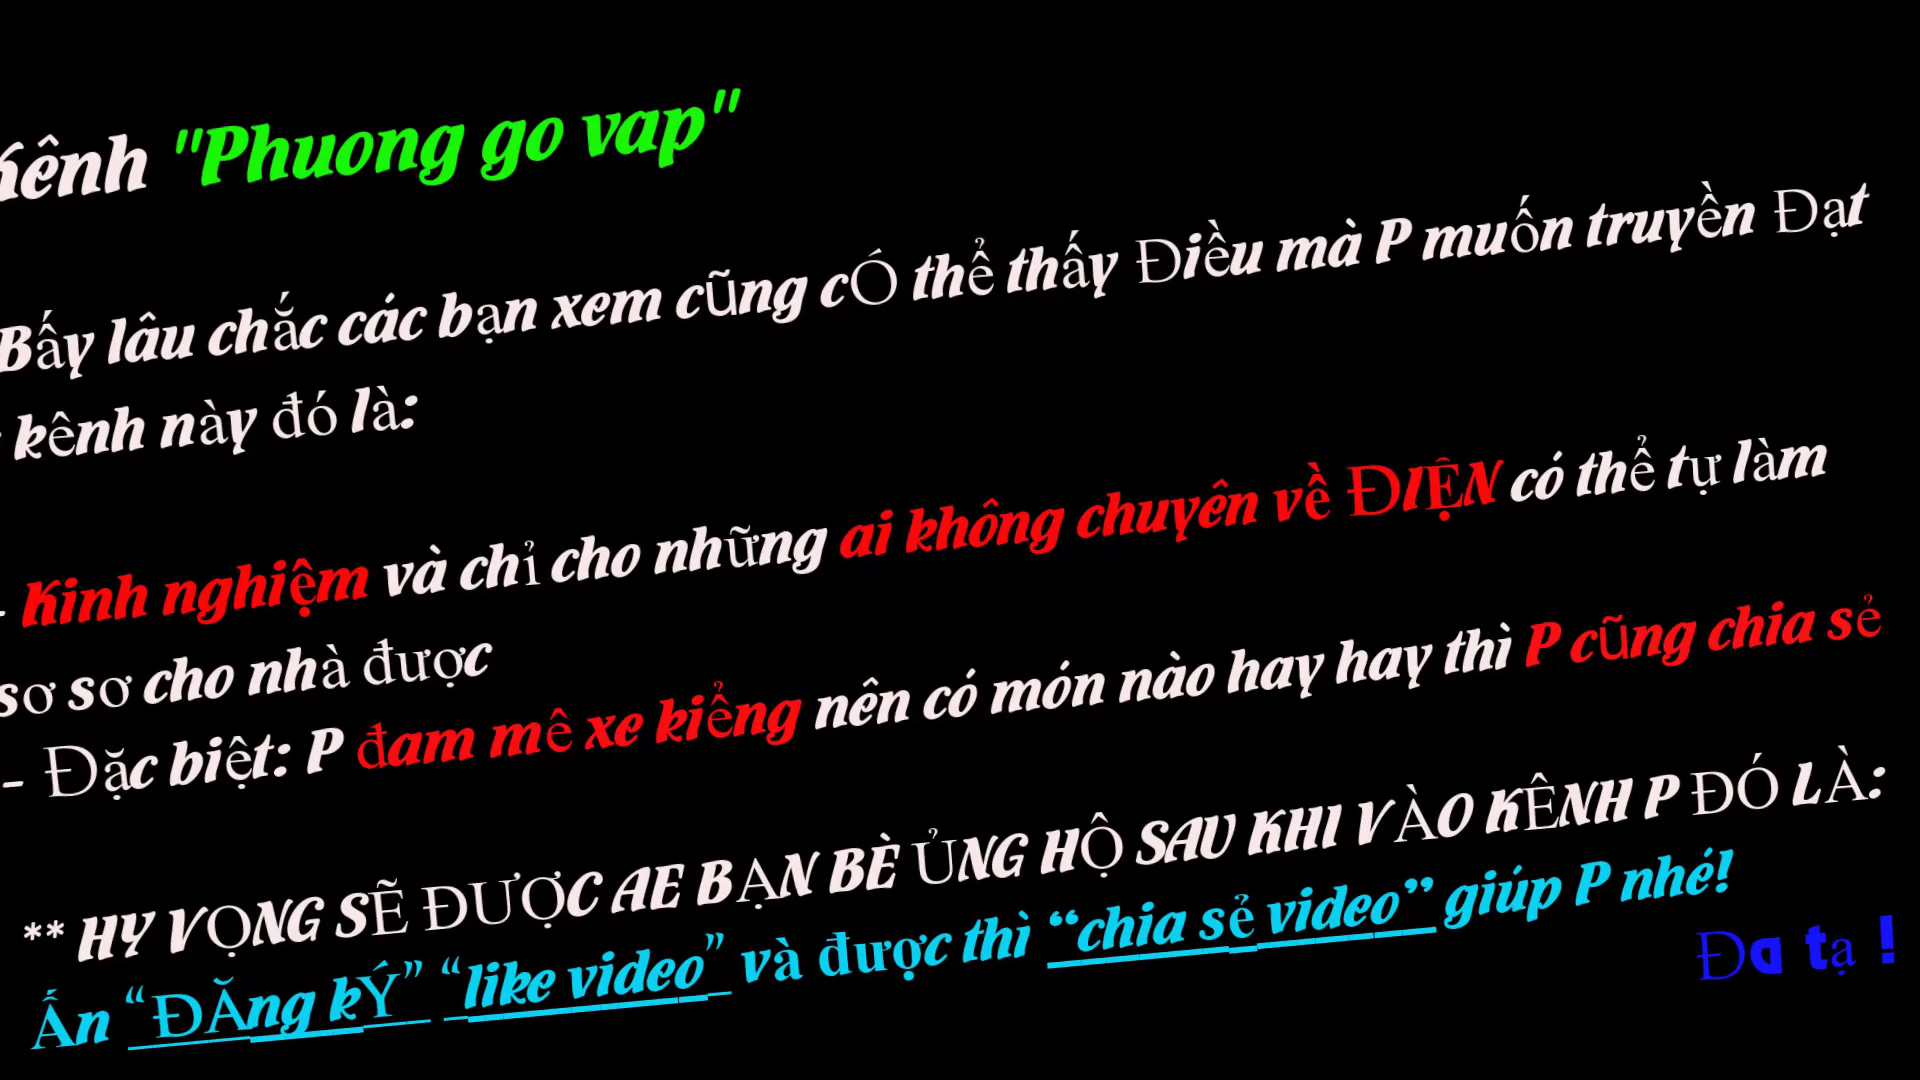 Kênh "Phuong go vap"
Bấy lâu chắc các bạn xem cũng cÓ thể thấy Điều mà P muốn truyền Đạt
kênh này đó là:
- Kinh nghiệm và chỉ cho những ai không chuyên về ĐIỆN có thể tự làm
sơ sơ cho nhà được
- Đặc biệt: P đam mê xe kiểng nên có món nào hay hay thì P cũng chia sẻ
** HY VỌNG SẼ ĐƯỢC AE BẠN BÈ ỦNG HỘ SAU KHI VÀO KÊNH P ĐÓ LÀ:
Ấn “ĐĂng kÝ” “like video” và được thì “chia sẻ video” giúp P nhé!
Đa tạ !